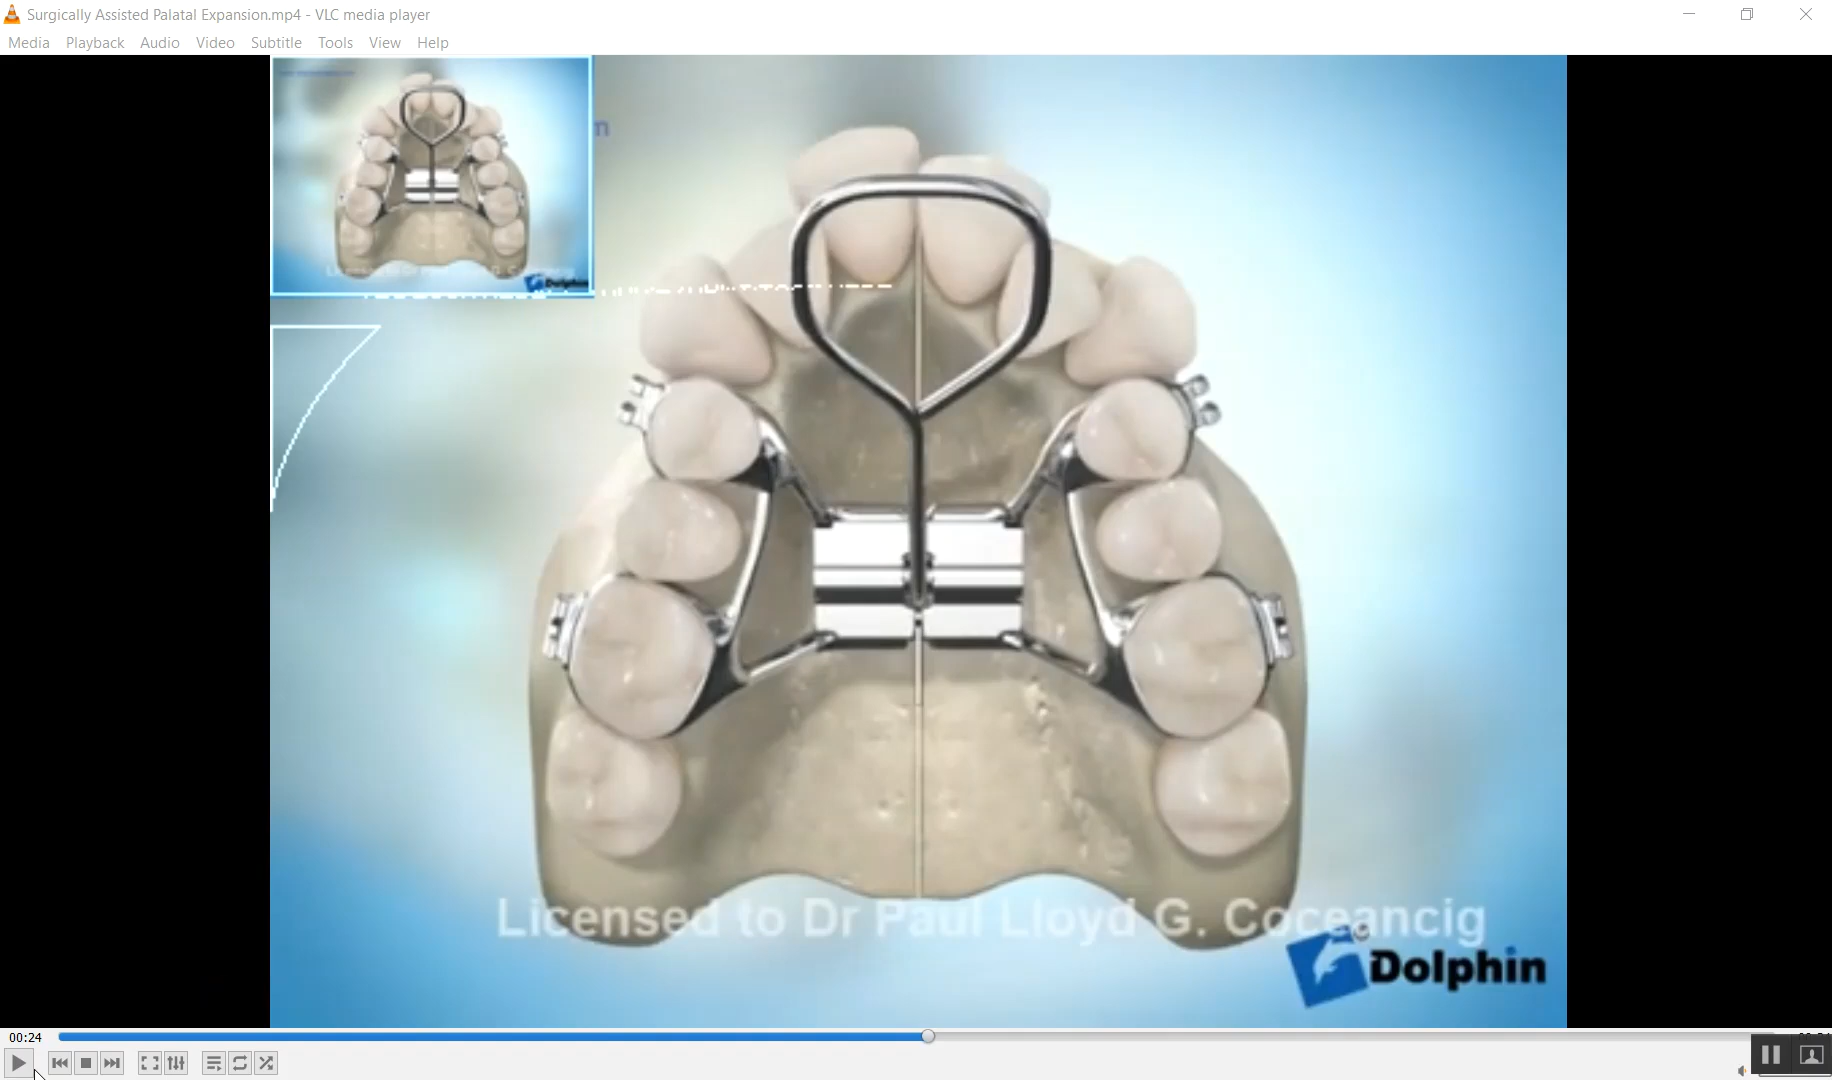 Surgically Assisted Palatal Expansion.mp4 - VLC media player
Media Playback Audio Video Subtitle Tools View Help
Dolphin
Licensed to Dr Paul Lloyd G. Coceancig
Dolphin
00:24